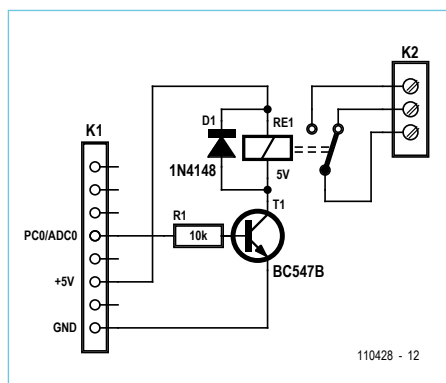 K2
K1
D1
RE1
1N4148
5V
T1
R1
PC0/ADC0
10k
+5V
BC547B
GND
110428 - 12